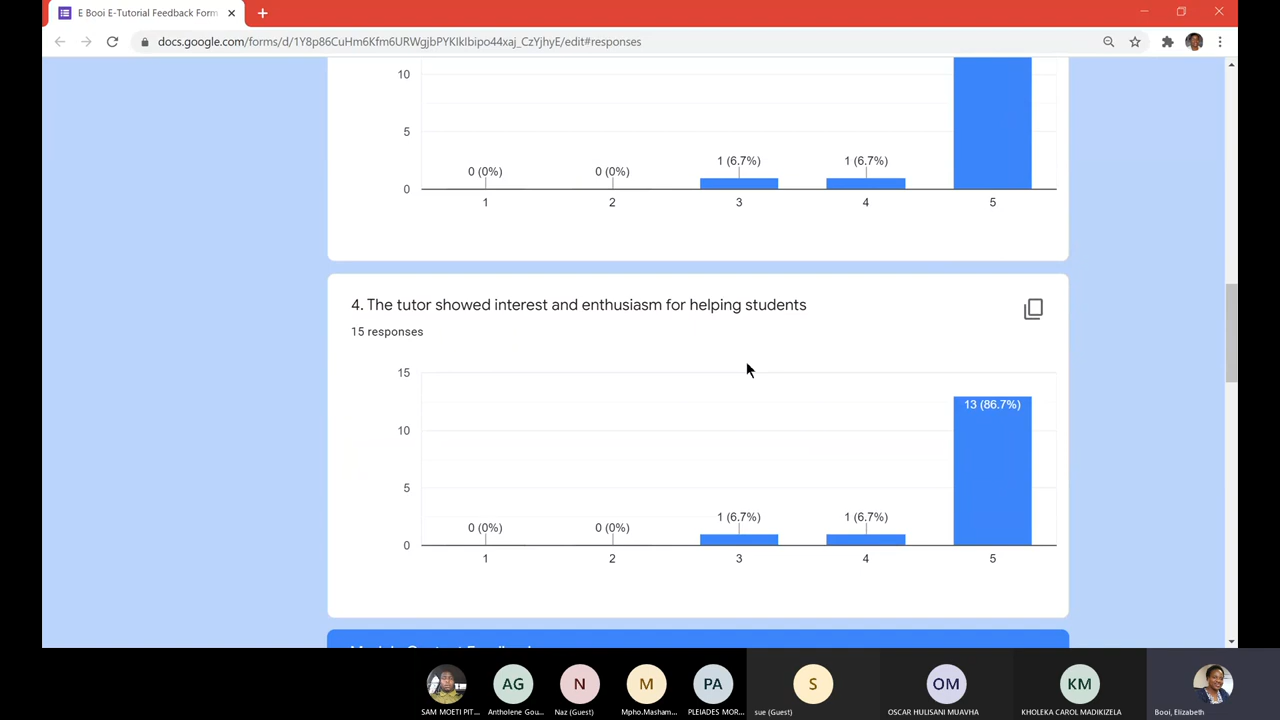 E Booi E-Tutorial Feedback Form
docs.google.com/forms/d/1Y8p86CuHm6Kfm6URWgjbPYKIklbipo44xaj_CzYjhyE/edit#responses
10
5
0
0 (0%)
0 (0%)
1 (6.7%)
1 (6.7%)
1
2
3
4
5
4. The tutor showed interest and enthusiasm for helping students
15 responses
15
10
5
0
0 (0%)
0 (0%)
1 (6.7%)
1 (6.7%)
13 (86.7%)
1
2
3
4
5
AG
N
M
PA
S
OM
KM
SAM MOETI PIT...
Antholene Gou...
Naz (Guest)
Mpho.Masham...
PLEIADES MOR...
sue (Guest)
OSCAR HULISANI MUAVHA
KHOLEKA CAROL MADIKIZELA
Booi, Elizabeth